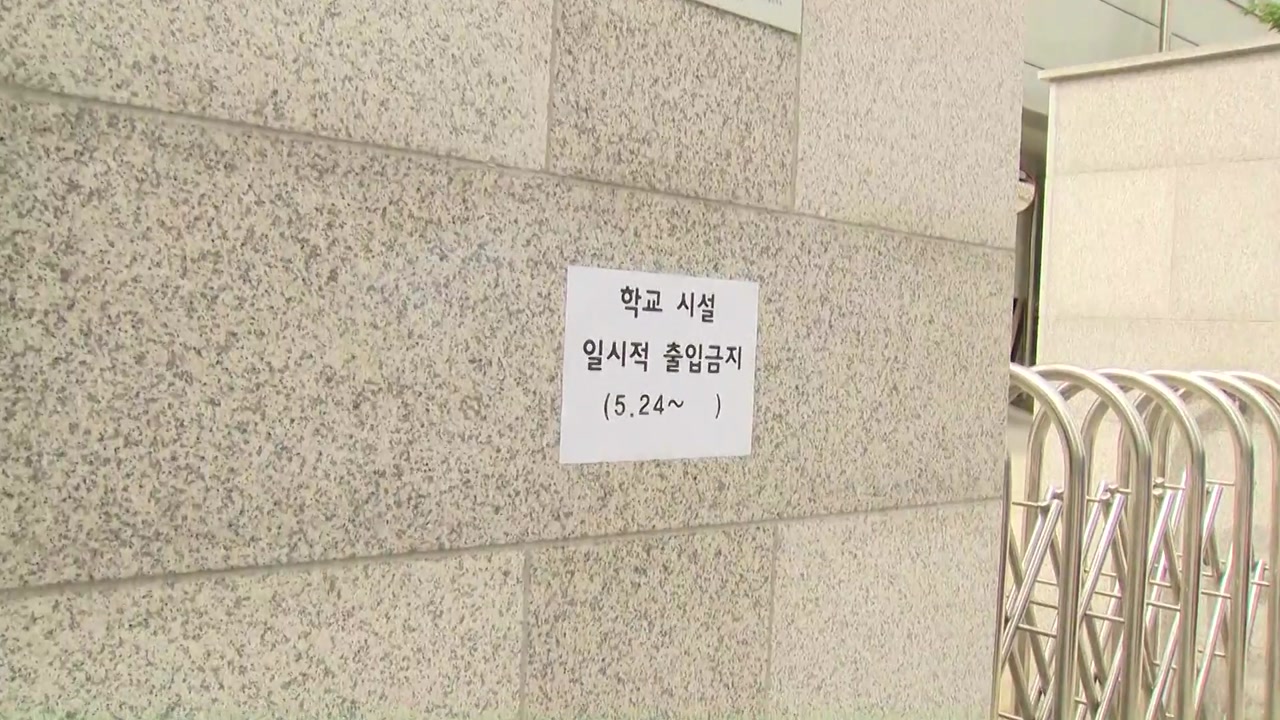 학교 시설
일시적 출입금지
(5.24~ )